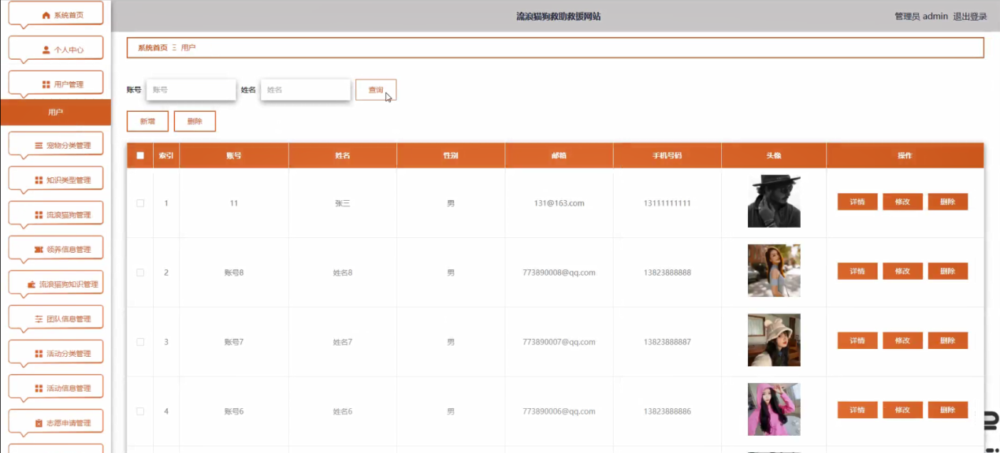 流浪猫狗救助救援网站
管理员 admin 退出登录
系统首页
个人中心
用户管理
用户
宠物分类管理
知识类型管理
流浪猫狗管理
领养信息管理
流浪猫狗知识管理
团队信息管理
活动分类管理
活动信息管理
志愿申请管理
系统首页 Ξ 用户
账号 账号 姓名 姓名 查询
新增 删除
索引 账号 姓名 性别 邮箱 手机号码 头像 操作
1 11 张三 男 131@163.com 13111111111 详情 修改 删除
2 账号8 姓名8 男 773890008@qq.com 13823888888 详情 修改 删除
3 账号7 姓名7 男 773890007@qq.com 13823888887 详情 修改 删除
4 账号6 姓名6 男 773890006@qq.com 13823888886 详情 修改 删除